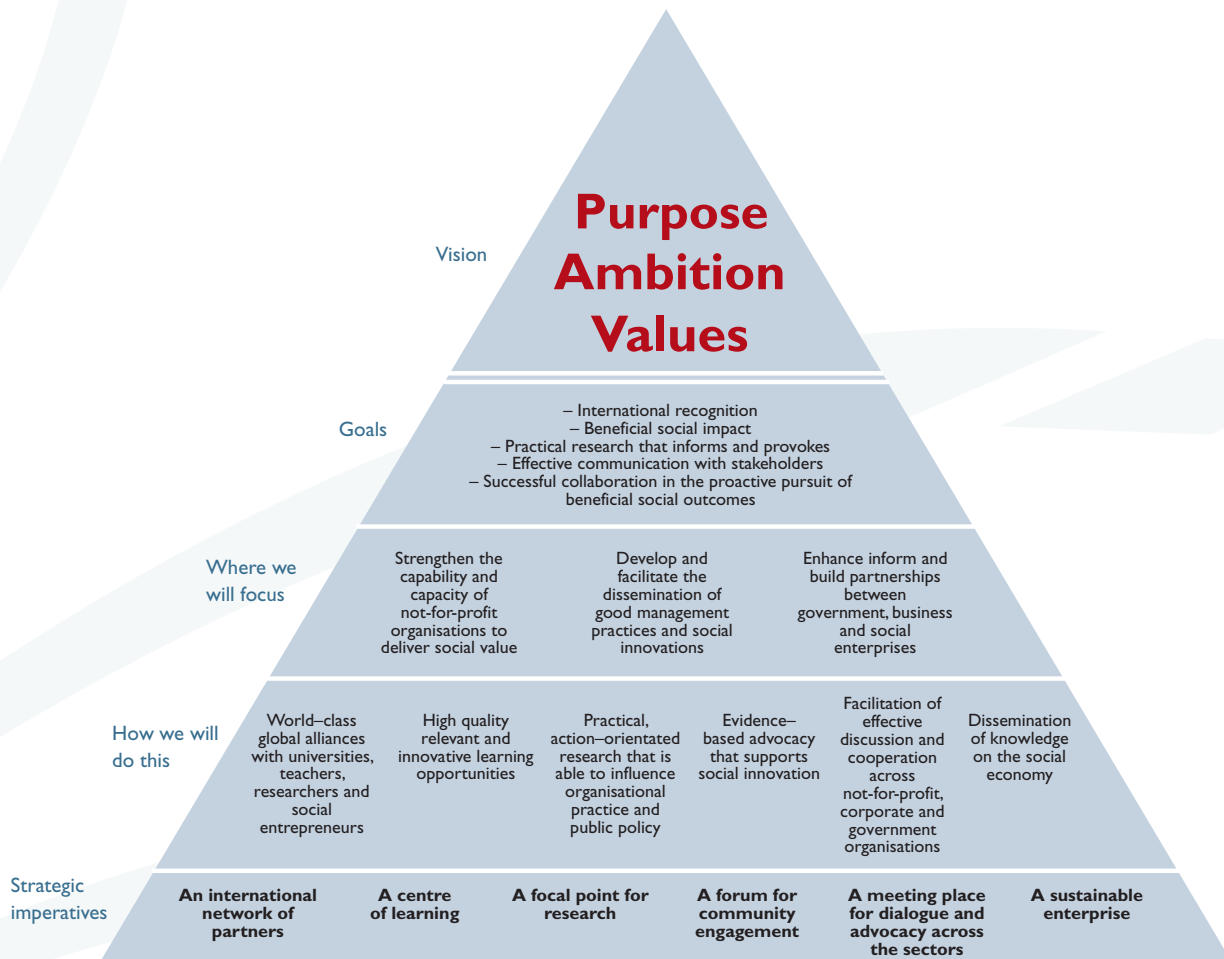 Vision
Purpose
Ambition
Values
Goals
– International recognition
– Beneficial social impact
– Practical research that informs and provokes
– Effective communication with stakeholders
– Successful collaboration in the proactive pursuit of
beneficial social outcomes
Where we
will focus
Strengthen the
capability and
capacity of
not-for-profit
organisations to
deliver social value
Develop and
facilitate the
dissemination of
good management
practices and social
innovations
Enhance inform and
build partnerships
between
government, business
and social
enterprises
How we will
do this
World–class
global alliances
with universities,
teachers,
researchers and
social
entrepreneurs
High quality
relevant and
innovative learning
opportunities
Practical,
action–orientated
research that is
able to influence
organisational
practice and
public policy
Evidence–
based advocacy
that supports
social innovation
Facilitation of
effective
discussion and
cooperation
across
not-for-profit,
corporate and
government
organisations
Dissemination
of knowledge
on the social
economy
Strategic
imperatives
An international
network of
partners
A centre
of learning
A focal point for
research
A forum for
community
engagement
A meeting place
for dialogue and
advocacy across
the sectors
A sustainable
enterprise